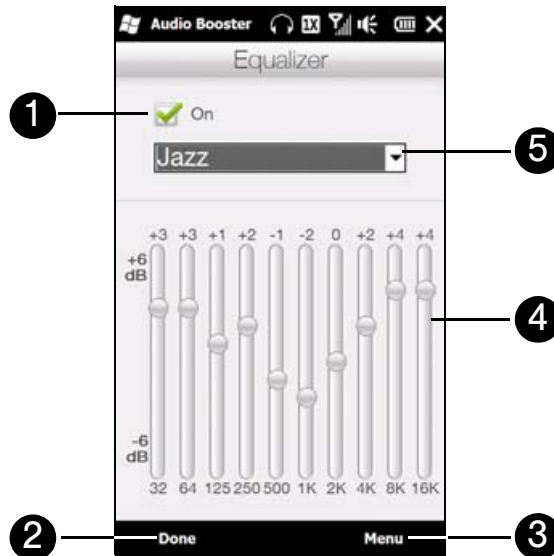 Audio Booster 1X
Equalizer
1
On
Jazz
5
+3 +3 +1 +2 -1 -2 0 +2 +4 +4
+6
dB
4
-6
dB
32 64 125 250 500 1K 2K 4K 8K 16K
2
Done
Menu
3